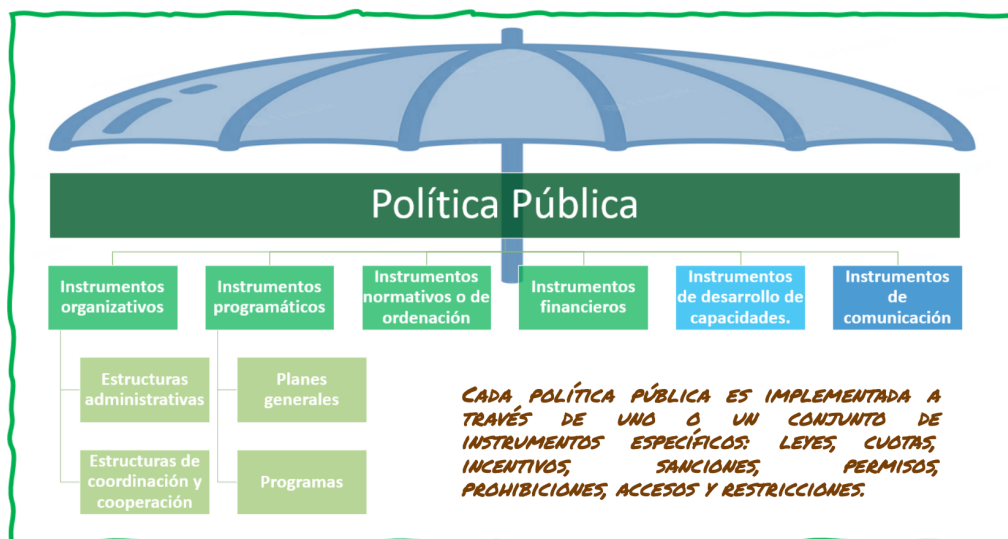 Política Pública
Instrumentos
organizativos
Instrumentos
programáticos
Instrumentos
normativos o de
ordenación
Instrumentos
financieros
Instrumentos
de desarrollo de
capacidades.
Instrumentos
de
comunicación
Estructuras
administrativas
Planes
generales
Estructuras de
coordinación y
cooperación
Programas
CADA POLÍTICA PÚBLICA ES IMPLEMENTADA A
TRAVÉS DE UNO O UN CONJUNTO DE
INSTRUMENTOS ESPECÍFICOS: LEYES, CUOTAS,
INCENTIVOS, SANCIONES, PERMISOS,
PROHIBICIONES, ACCESOS Y RESTRICCIONES.